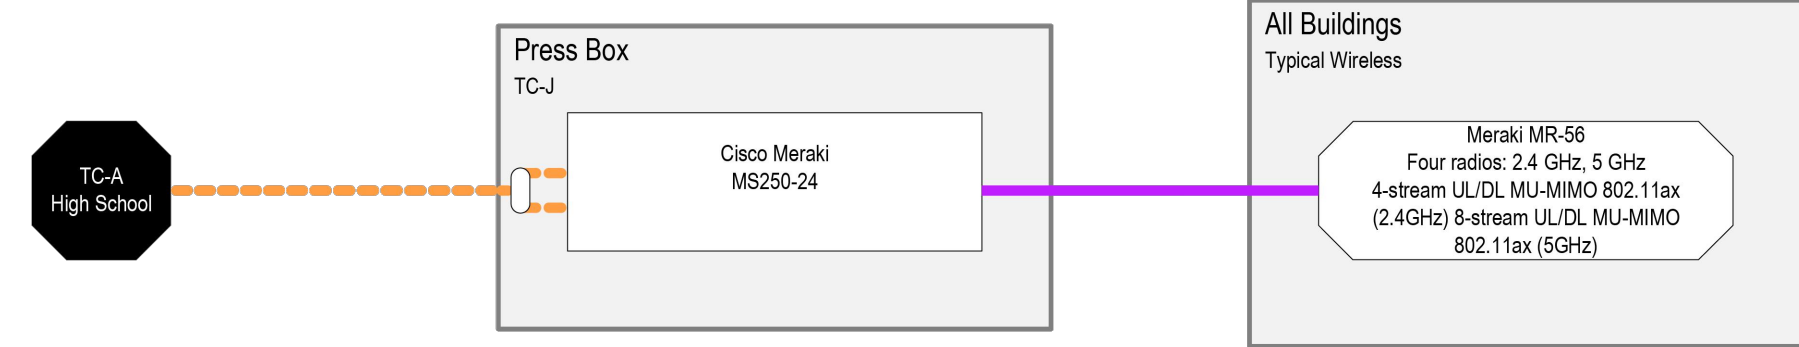 TC-A
High School
Press Box
TC-J
Cisco Meraki
MS250-24
All Buildings
Typical Wireless
Meraki MR-56
Four radios: 2.4 GHz, 5 GHz
4-stream UL/DL MU-MIMO 802.11ax
(2.4GHz) 8-stream UL/DL MU-MIMO
802.11ax (5GHz)